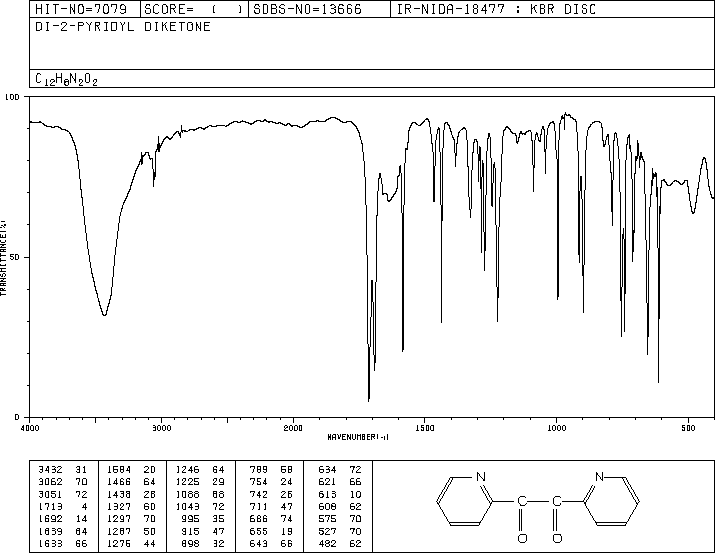 HIT-NO=7079 SCORE= ( ) SDBS-NO=13666 IR-NIDA-18477 : KBR DISC
DI-2-PYRIDYL DIKETONE
C12H8N2O2
100
50
0
TRANSMITTANCE(%)
4000 3000 2000 1500 1000 500
WAVENUMBER(-1)
3432 31 1584 20 1246 64 789 58 634 72
3062 70 1466 64 1225 29 754 24 621 66
3051 72 1438 28 1088 68 742 26 613 10
1713 4 1327 60 1043 72 711 47 608 62
1692 14 1297 70 995 35 686 74 575 70
1639 64 1287 50 915 47 655 19 527 70
1633 66 1276 44 898 32 643 66 482 62
N N
C C
O O